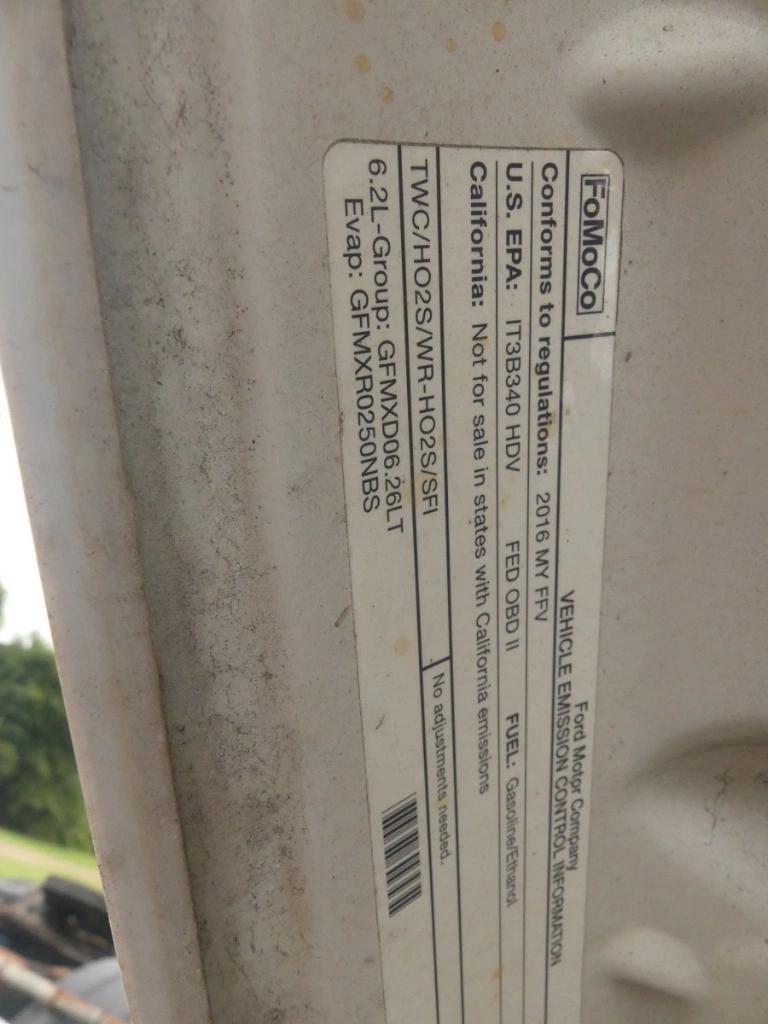 FoMoCo
Ford Motor Company
VEHICLE EMISSION CONTROL INFORMATION
Conforms to regulations: 2016 MY FFV
U.S. EPA: IT3B340 HDV FED OBD II FUEL: Gasoline/Ethanol
California: Not for sale in states with California emissions
TWC/HO2S/WR-HO2S/SFI
No adjustments needed.
6.2L-Group: GFMXD06.26LT
Evap: GFMXR0250NBS